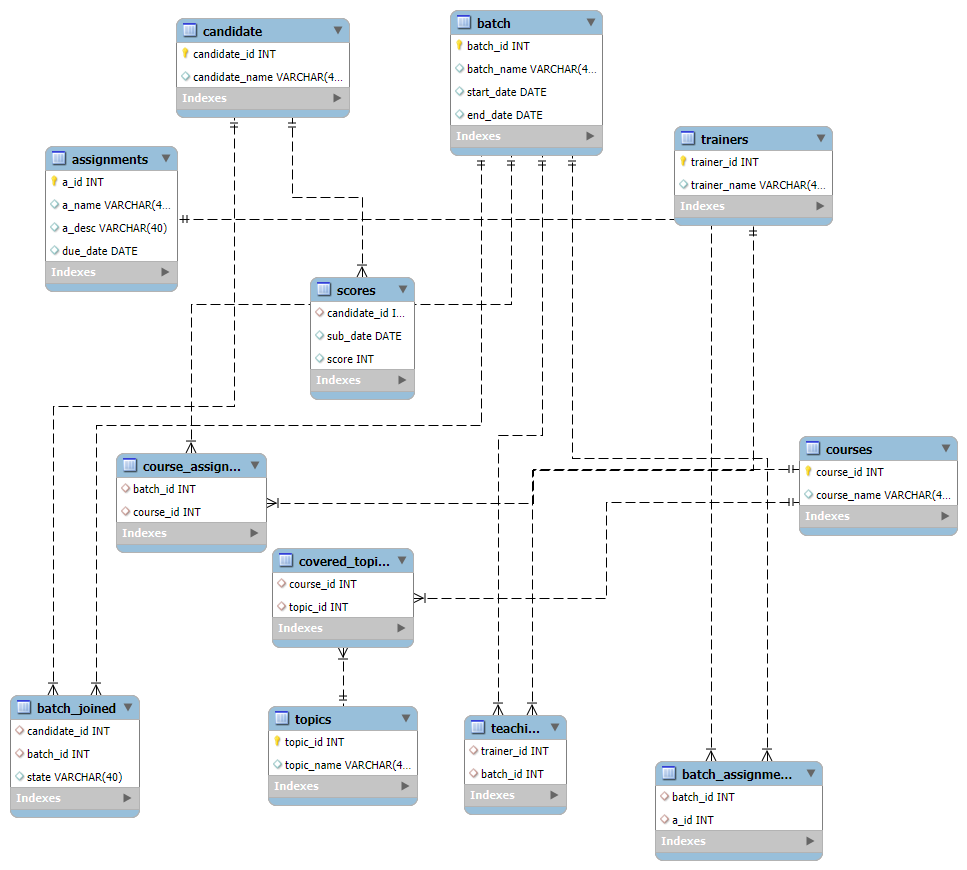 candidate
candidate_id INT
candidate_name VARCHAR(4...
Indexes
batch
batch_id INT
batch_name VARCHAR(4...
start_date DATE
end_date DATE
Indexes
trainers
trainer_id INT
trainer_name VARCHAR(4...
Indexes
assignments
a_id INT
a_name VARCHAR(4...
a_desc VARCHAR(40)
due_date DATE
Indexes
scores
candidate_id I...
sub_date DATE
score INT
Indexes
course_assign...
batch_id INT
course_id INT
Indexes
courses
course_id INT
course_name VARCHAR(4...
Indexes
covered_topi...
course_id INT
topic_id INT
Indexes
batch_joined
candidate_id INT
batch_id INT
state VARCHAR(40)
Indexes
topics
topic_id INT
topic_name VARCHAR(4...
Indexes
teachi...
trainer_id INT
batch_id INT
Indexes
batch_assignme...
batch_id INT
a_id INT
Indexes